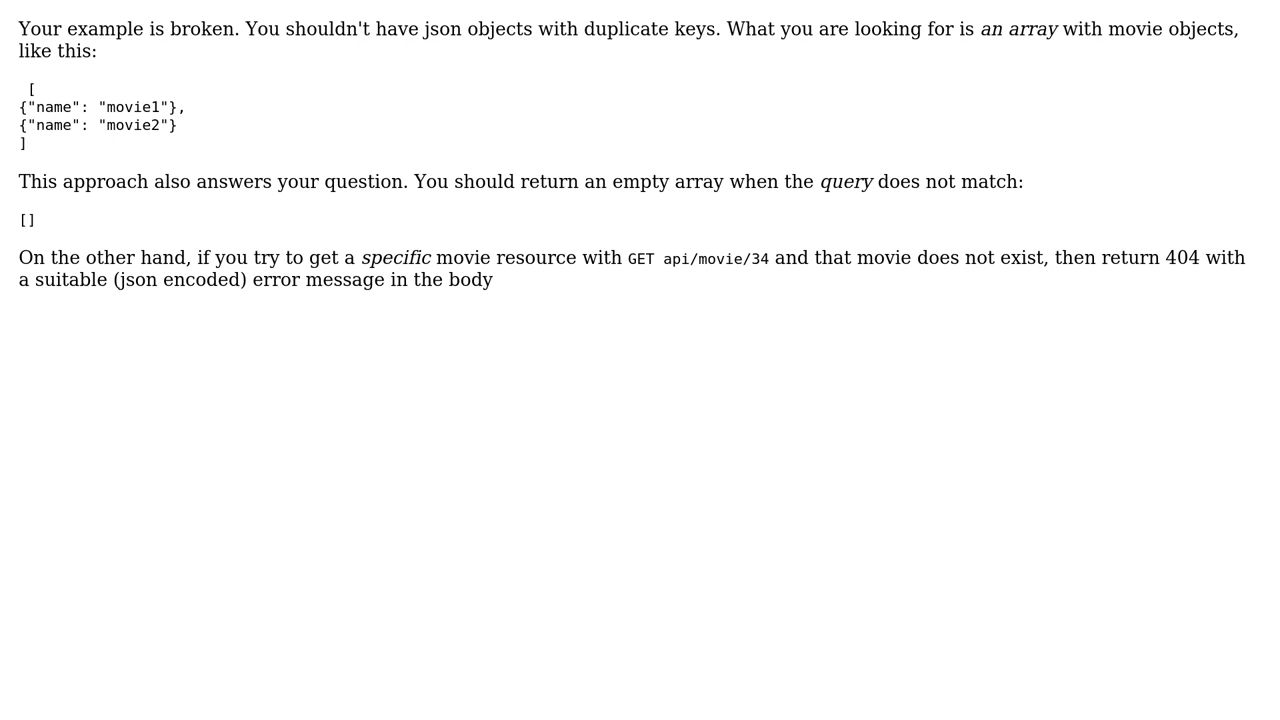 Your example is broken. You shouldn't have json objects with duplicate keys. What you are looking for is an array with movie objects,
like this:
[
{"name": "movie1"},
{"name": "movie2"}
]
This approach also answers your question. You should return an empty array when the query does not match:
[]
On the other hand, if you try to get a specific movie resource with GET api/movie/34 and that movie does not exist, then return 404 with
a suitable (json encoded) error message in the body